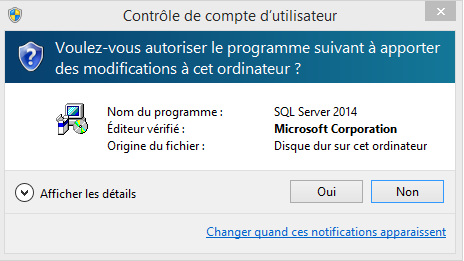 Contrôle de compte d'utilisateur
Voulez-vous autoriser le programme suivant à apporter
des modifications à cet ordinateur ?
Nom du programme : SQL Server 2014
Éditeur vérifié : Microsoft Corporation
Origine du fichier : Disque dur sur cet ordinateur
Afficher les détails Oui Non
Changer quand ces notifications apparaissent